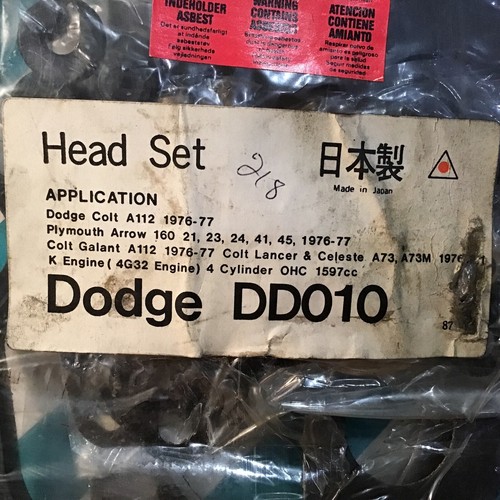 INDEHOLDER
ASBEST
WARNING
CONTAINS
ASBESTOS
ATENCION
CONTIENE
AMIANTO
Head Set
218
日本製
Made in Japan
APPLICATION
Dodge Colt A112 1976-77
Plymouth Arrow 160 21, 23, 24, 41, 45, 1976-77
Colt Galant A112 1976-77 Colt Lancer & Celeste A73, A73M 1976
K Engine ( 4G32 Engine) 4 Cylinder OHC 1597cc
Dodge DD010
87